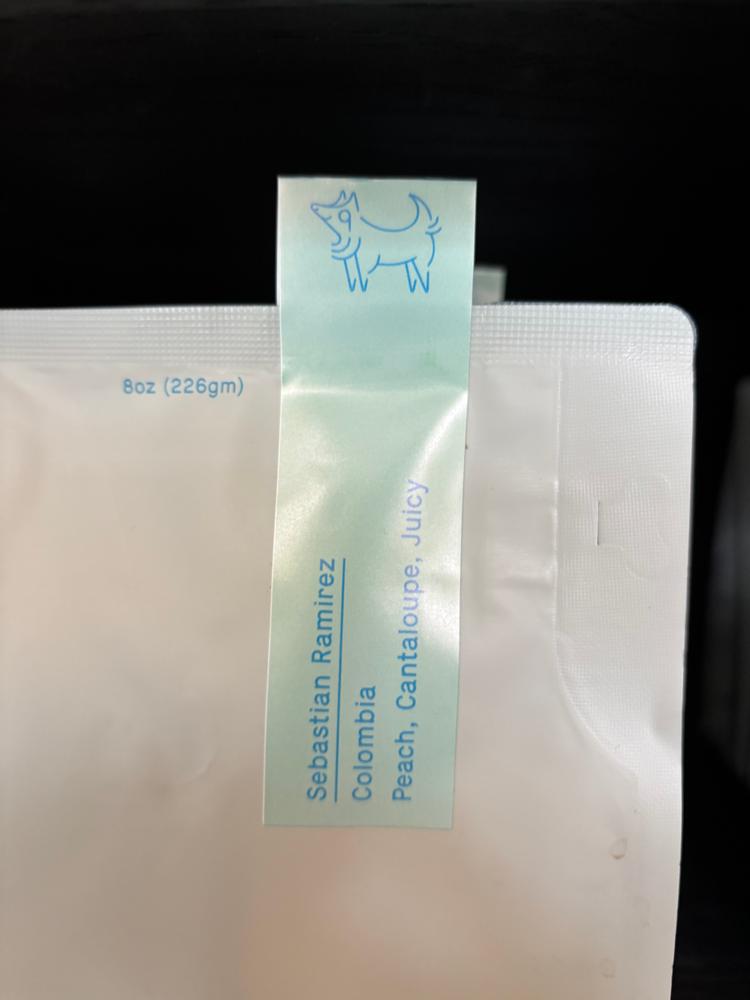 8oz (226gm)
Sebastian Ramirez
Colombia
Peach, Cantaloupe, Juicy